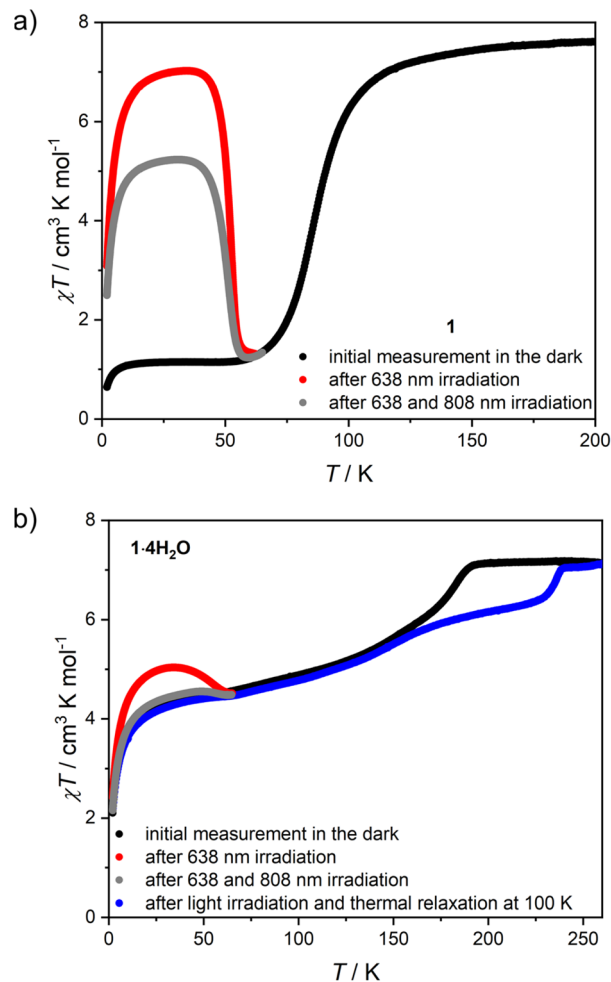 a)
8
6
4
2
0
χT / cm³ K mol⁻¹
1
initial measurement in the dark
after 638 nm irradiation
after 638 and 808 nm irradiation
0 50 100 150 200
T / K
b)
8
6
4
2
0
χT / cm³ K mol⁻¹
1·4H₂O
initial measurement in the dark
after 638 nm irradiation
after 638 and 808 nm irradiation
after light irradiation and thermal relaxation at 100 K
0 50 100 150 200 250
T / K